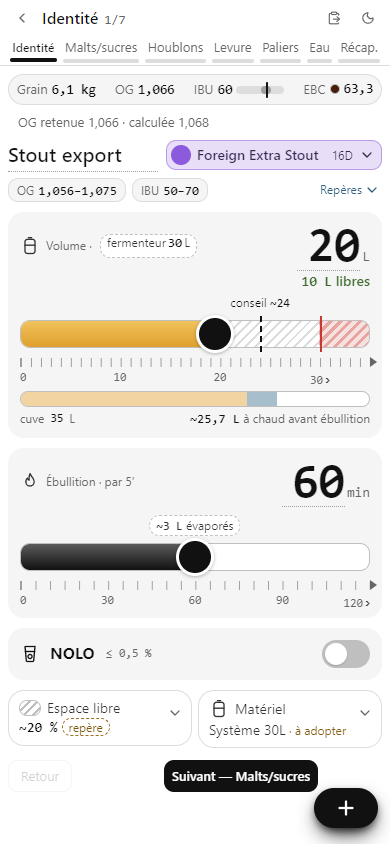 Identité 1/7
Identité Malts/sucres Houblons Levure Paliers Eau Récap.
Grain 6,1 kg OG 1,066 IBU 60 EBC 63,3
OG retenue 1,066 · calculée 1,068
Stout export Foreign Extra Stout 16D
OG 1,056–1,075 IBU 50–70 Repères
Volume · fermenteur 30 L 20 L
10 L libres
conseil ~24
0 10 20 30 ›
cuve 35 L ~25,7 L à chaud avant ébullition
Ébullition · par 5′ 60 min
~3 L évaporés
0 30 60 90 120 ›
NOLO ≤ 0,5 %
Espace libre
~20 % repère
Matériel
Système 30L · à adopter
Retour Suivant — Malts/sucres
+